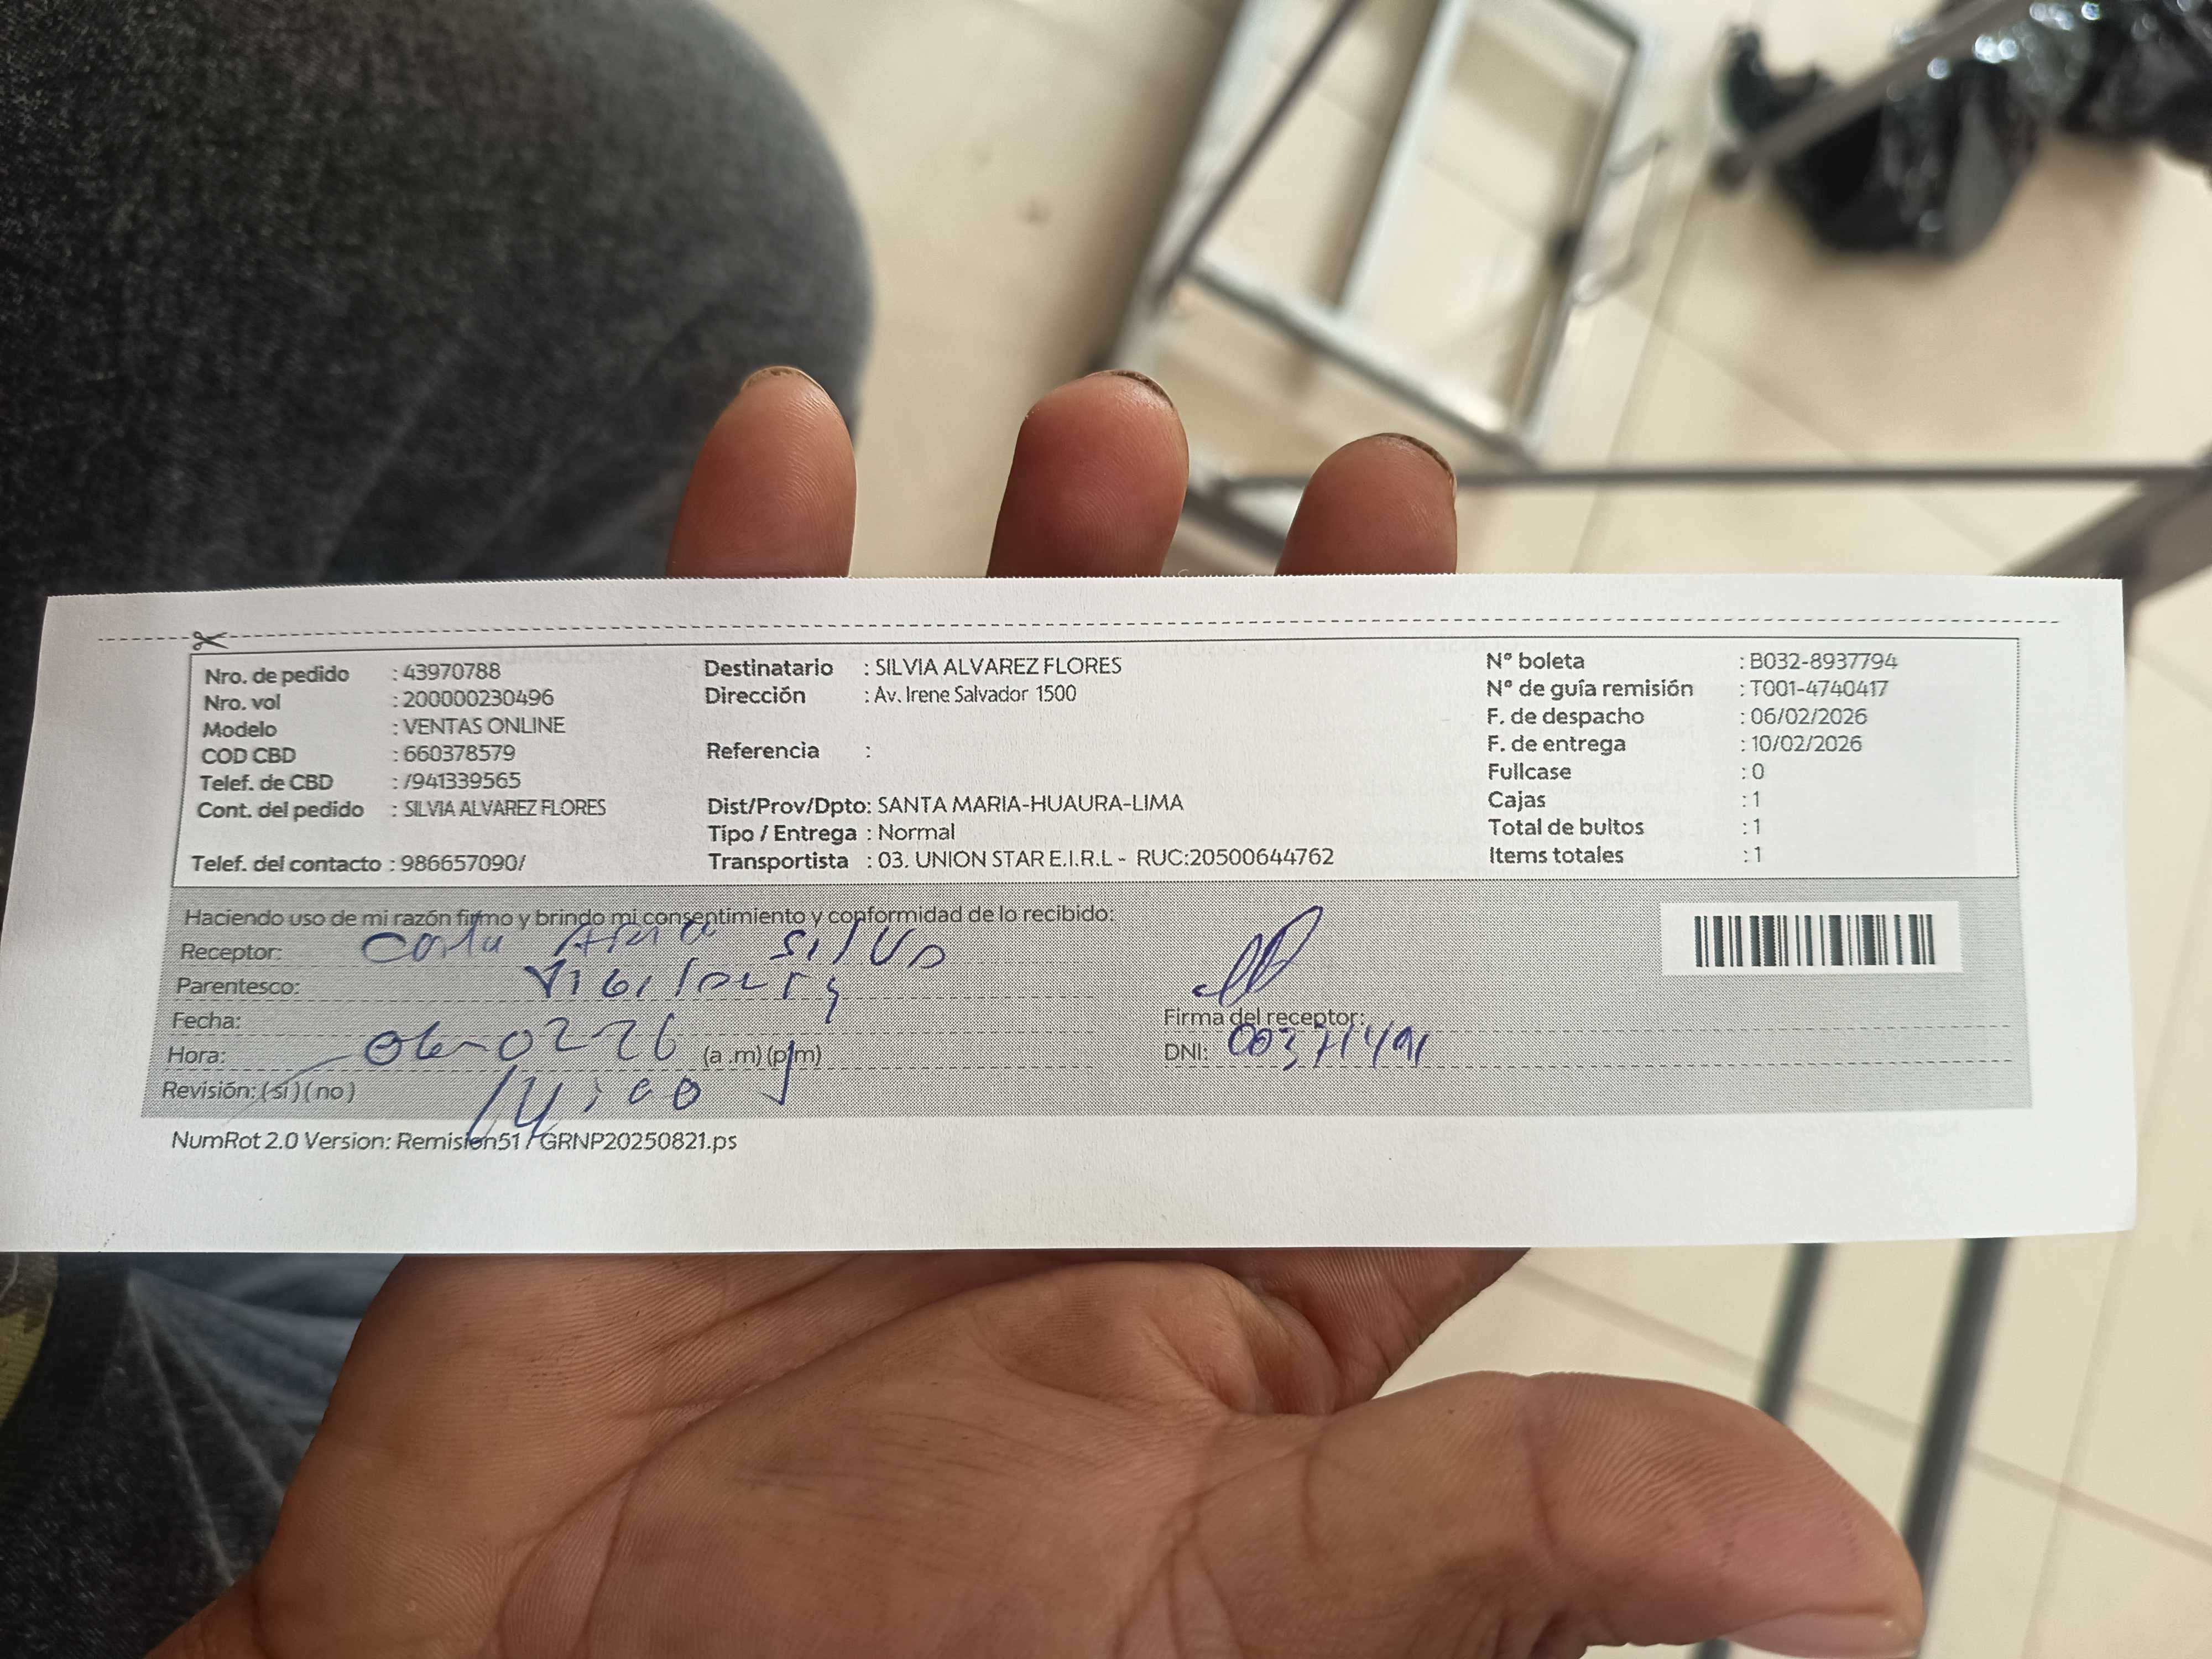 Nro. de pedido : 43970788
Nro. vol : 200000230496
Modelo : VENTAS ONLINE
COD CBD : 660378579
Telef. de CBD : /941339565
Cont. del pedido : SILVIA ALVAREZ FLORES
Telef. del contacto : 986657090/
Destinatario : SILVIA ALVAREZ FLORES
Dirección : Av. Irene Salvador 1500
Referencia :
Dist/Prov/Dpto: SANTA MARIA-HUAURA-LIMA
Tipo / Entrega : Normal
Transportista : 03. UNION STAR E.I.R.L - RUC:20500644762
N° boleta : B032-8937794
N° de guía remisión : T001-4740417
F. de despacho : 06/02/2026
F. de entrega : 10/02/2026
Fullcase : 0
Cajas : 1
Total de bultos : 1
Items totales : 1
Haciendo uso de mi razón firmo y brindo mi consentimiento y conformidad de lo recibido:
Receptor:
Parentesco:
Fecha: 06-02-26
Hora: 14:00 (a .m) (p.m)
Revisión: (si) (no)
Firma del receptor:
DNI:
NumRot 2.0 Version: Remision51 / GRNP20250821.ps